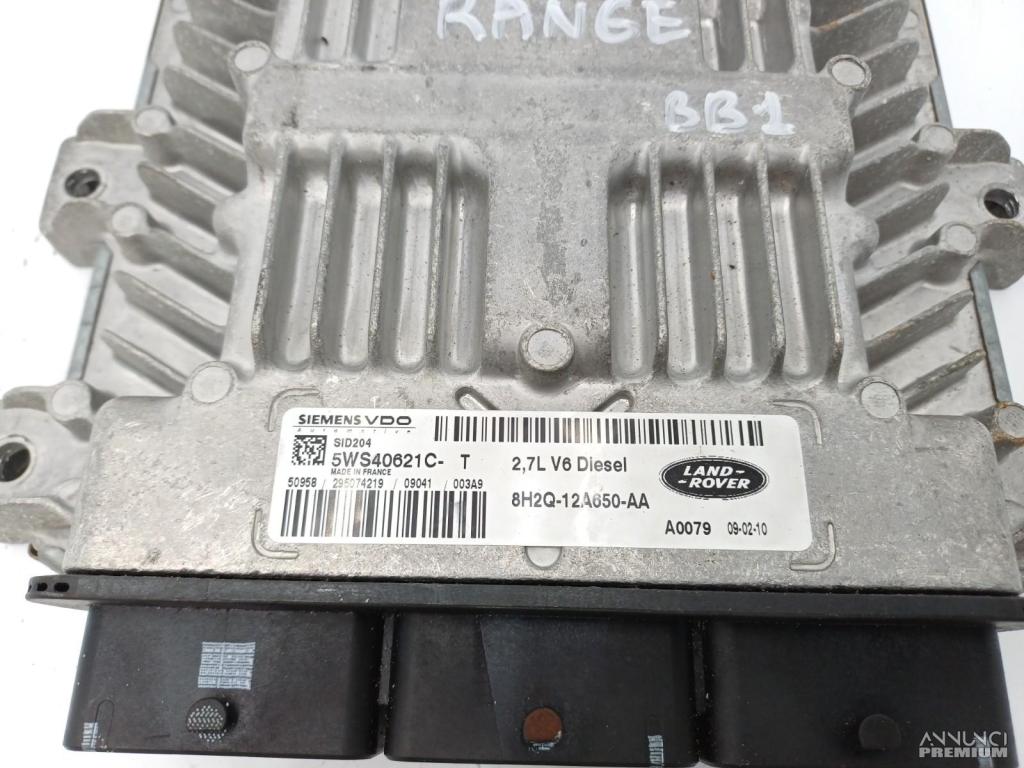 RANGE
BB1
SIEMENS VDO
Automotive
SID204
5WS40621C- T
MADE IN FRANCE
50958 / 295074219 / 09041 / 003A9
2,7L V6 Diesel
8H2Q-12A650-AA
LAND-
-ROVER
A0079 09-02-10
ANNUNCI
PREMIUM